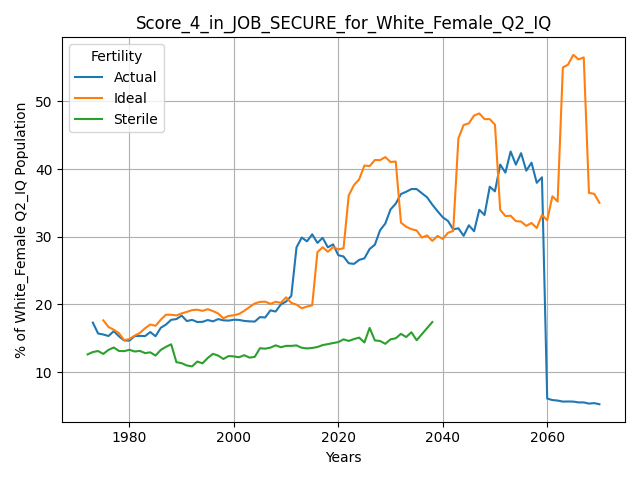 Score_4_in_JOB_SECURE_for_White_Female_Q2_IQ
Fertility
Actual
Ideal
Sterile
% of White_Female Q2_IQ Population
50
40
30
20
10
1980 2000 2020 2040 2060
Years